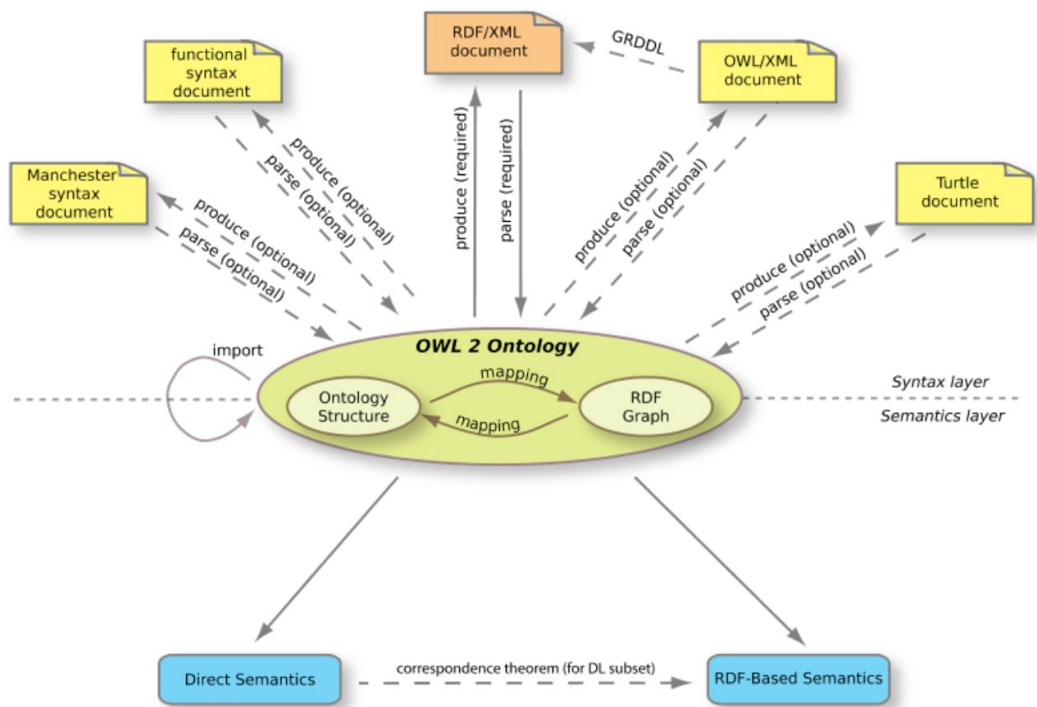 RDF/XML
document
GRDDL
functional
syntax
document
OWL/XML
document
Manchester
syntax
document
Turtle
document
produce (optional)
parse (optional)
produce (optional)
parse (optional)
produce (required)
parse (required)
produce (optional)
parse (optional)
produce (optional)
parse (optional)
import
OWL 2 Ontology
mapping
Ontology
Structure
RDF
Graph
mapping
Syntax layer
Semantics layer
Direct Semantics
correspondence theorem (for DL subset)
RDF-Based Semantics